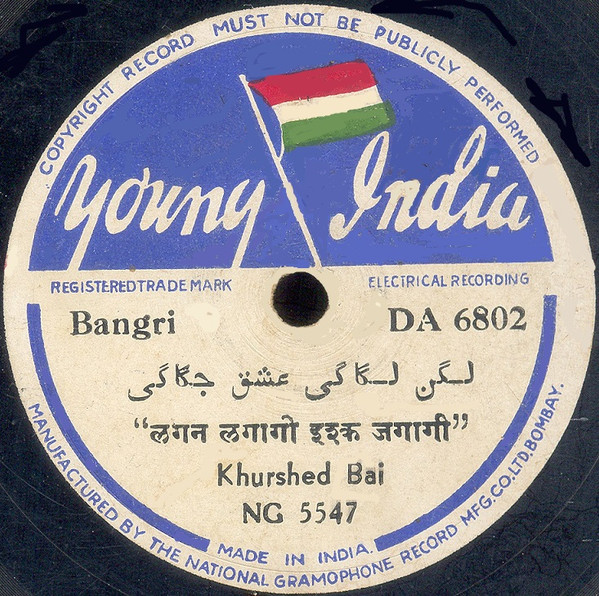 COPYRIGHT RECORD MUST NOT BE PUBLICLY PERFORMED
Young India
REGISTERED TRADE MARK
ELECTRICAL RECORDING
Bangri
DA 6802
لگن لگاگی عشق جگاگی
“लगन लगागी इश्क जगागी”
Khurshed Bai
NG 5547
MADE IN INDIA.
MANUFACTURED BY THE NATIONAL GRAMOPHONE RECORD MFG.CO.LTD.BOMBAY.